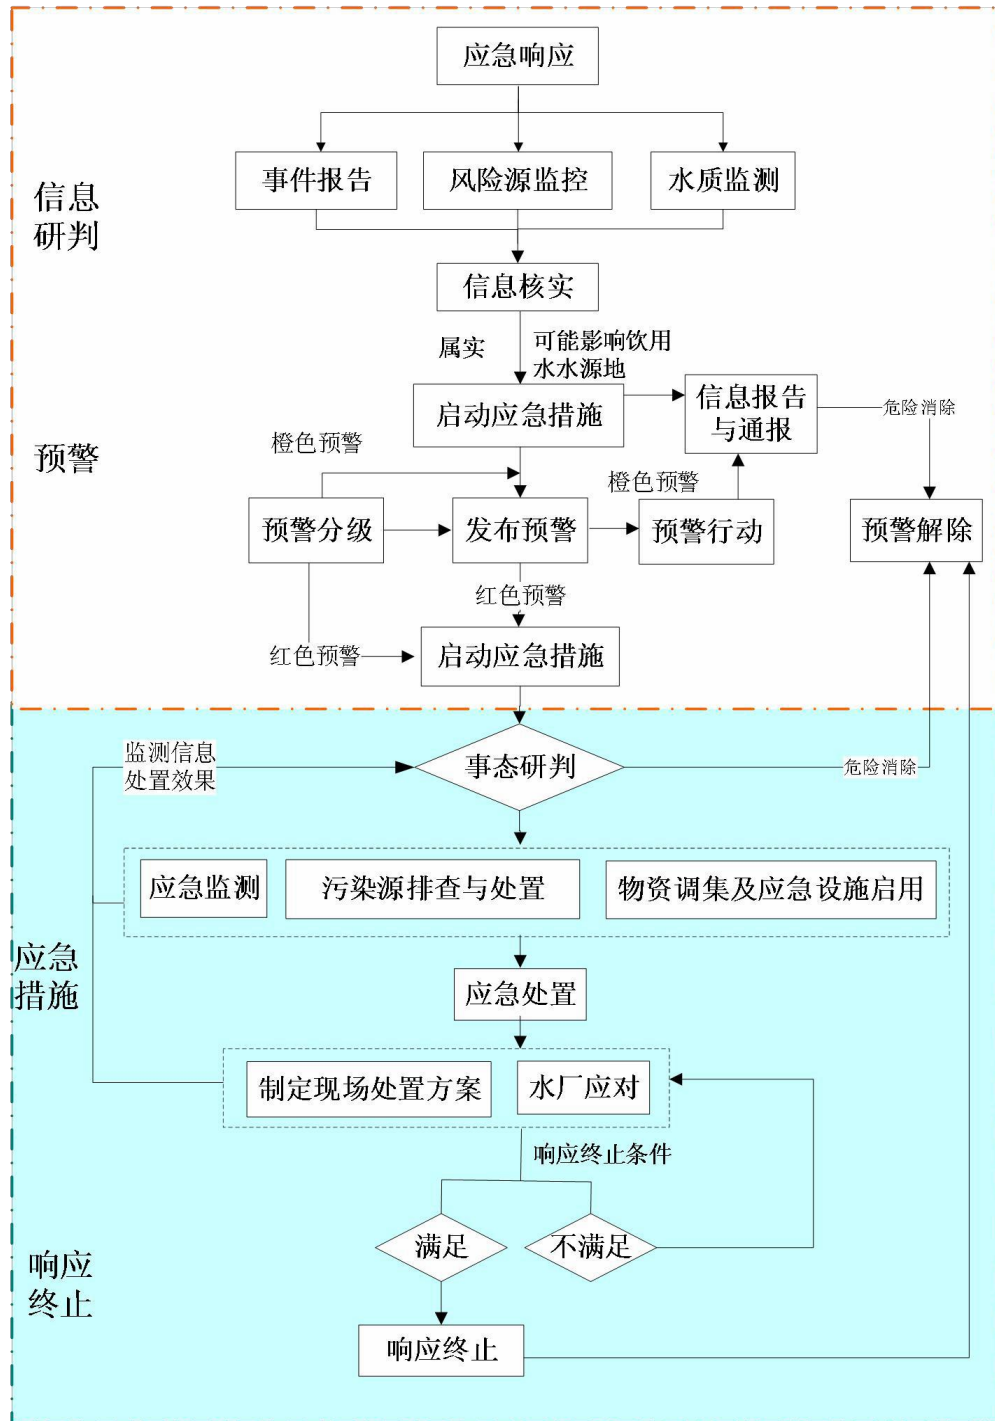 应急响应
事件报告
风险源监控
水质监测
信息
研判
信息核实
属实
可能影响饮用
水水源地
启动应急措施
信息报告
与通报
危险消除
预警
橙色预警
橙色预警
预警分级
发布预警
预警行动
预警解除
红色预警
红色预警
启动应急措施
监测信息
处置效果
事态研判
危险消除
应急监测
污染源排查与处置
物资调集及应急设施启用
应急
措施
应急处置
制定现场处置方案
水厂应对
响应终止条件
满足
不满足
响应
终止
响应终止